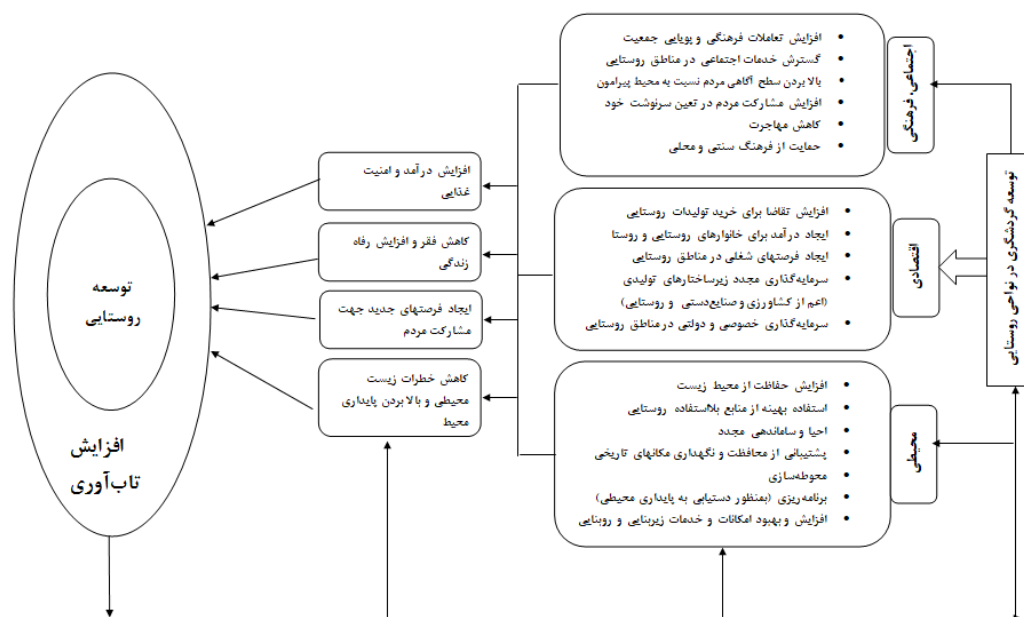 توسعه گردشگری در نواحی روستایی
اجتماعی، فرهنگی
افزایش تعاملات فرهنگی و پویایی جمعیت
گسترش خدمات اجتماعی در مناطق روستایی
بالا بردن سطح آگاهی مردم نسبت به محیط پیرامون
افزایش مشارکت مردم در تعین سرنوشت خود
کاهش مهاجرت
حمایت از فرهنگ سنتی و محلی
اقتصادی
افزایش تقاضا برای خرید تولیدات روستایی
ایجاد درآمد برای خانوارهای روستایی و روستا
ایجاد فرصتهای شغلی در مناطق روستایی
سرمایه‌گذاری مجدد زیرساختارهای تولیدی
(اعم از کشاورزی و صنایع‌دستی و روستایی)
سرمایه‌گذاری خصوصی و دولتی در مناطق روستایی
محیطی
افزایش حفاظت از محیط زیست
استفاده بهینه از منابع بلااستفاده روستایی
احیا و ساماندهی مجدد
پشتیبانی از محافظت و نگهداری مکانهای تاریخی
محوطه‌سازی
برنامه‌ریزی (بمنظور دستیابی به پایداری محیطی)
افزایش و بهبود امکانات و خدمات زیربنایی و روبنایی
افزایش درآمد و امنیت
غذایی
کاهش فقر و افزایش رفاه
زندگی
ایجاد فرصتهای جدید جهت
مشارکت مردم
کاهش خطرات زیست
محیطی و بالا بردن پایداری
محیط
توسعه
روستایی
افزایش
تاب‌آوری